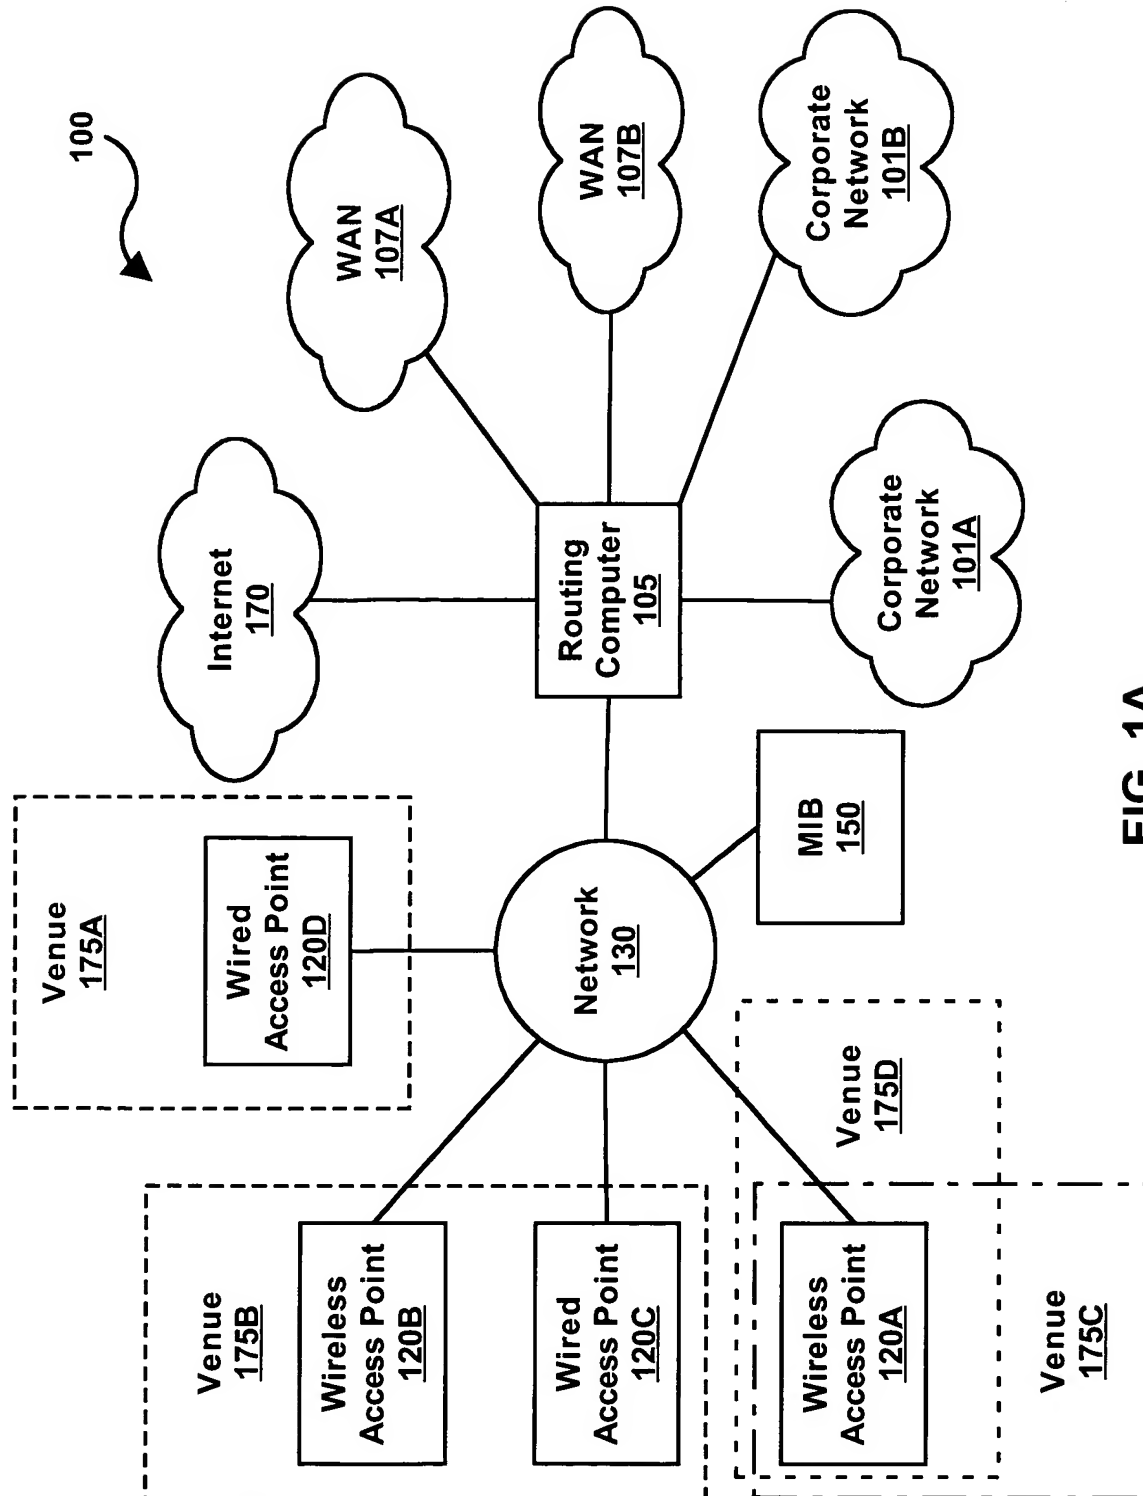 100
Internet
170
WAN
107A
WAN
107B
Corporate
Network
101B
Corporate
Network
101A
Routing
Computer
105
MIB
150
Network
130
Venue
175A
Wired
Access Point
120D
Venue
175B
Wireless
Access Point
120B
Wired
Access Point
120C
Venue
175D
Wireless
Access Point
120A
Venue
175C
FIG. 1A